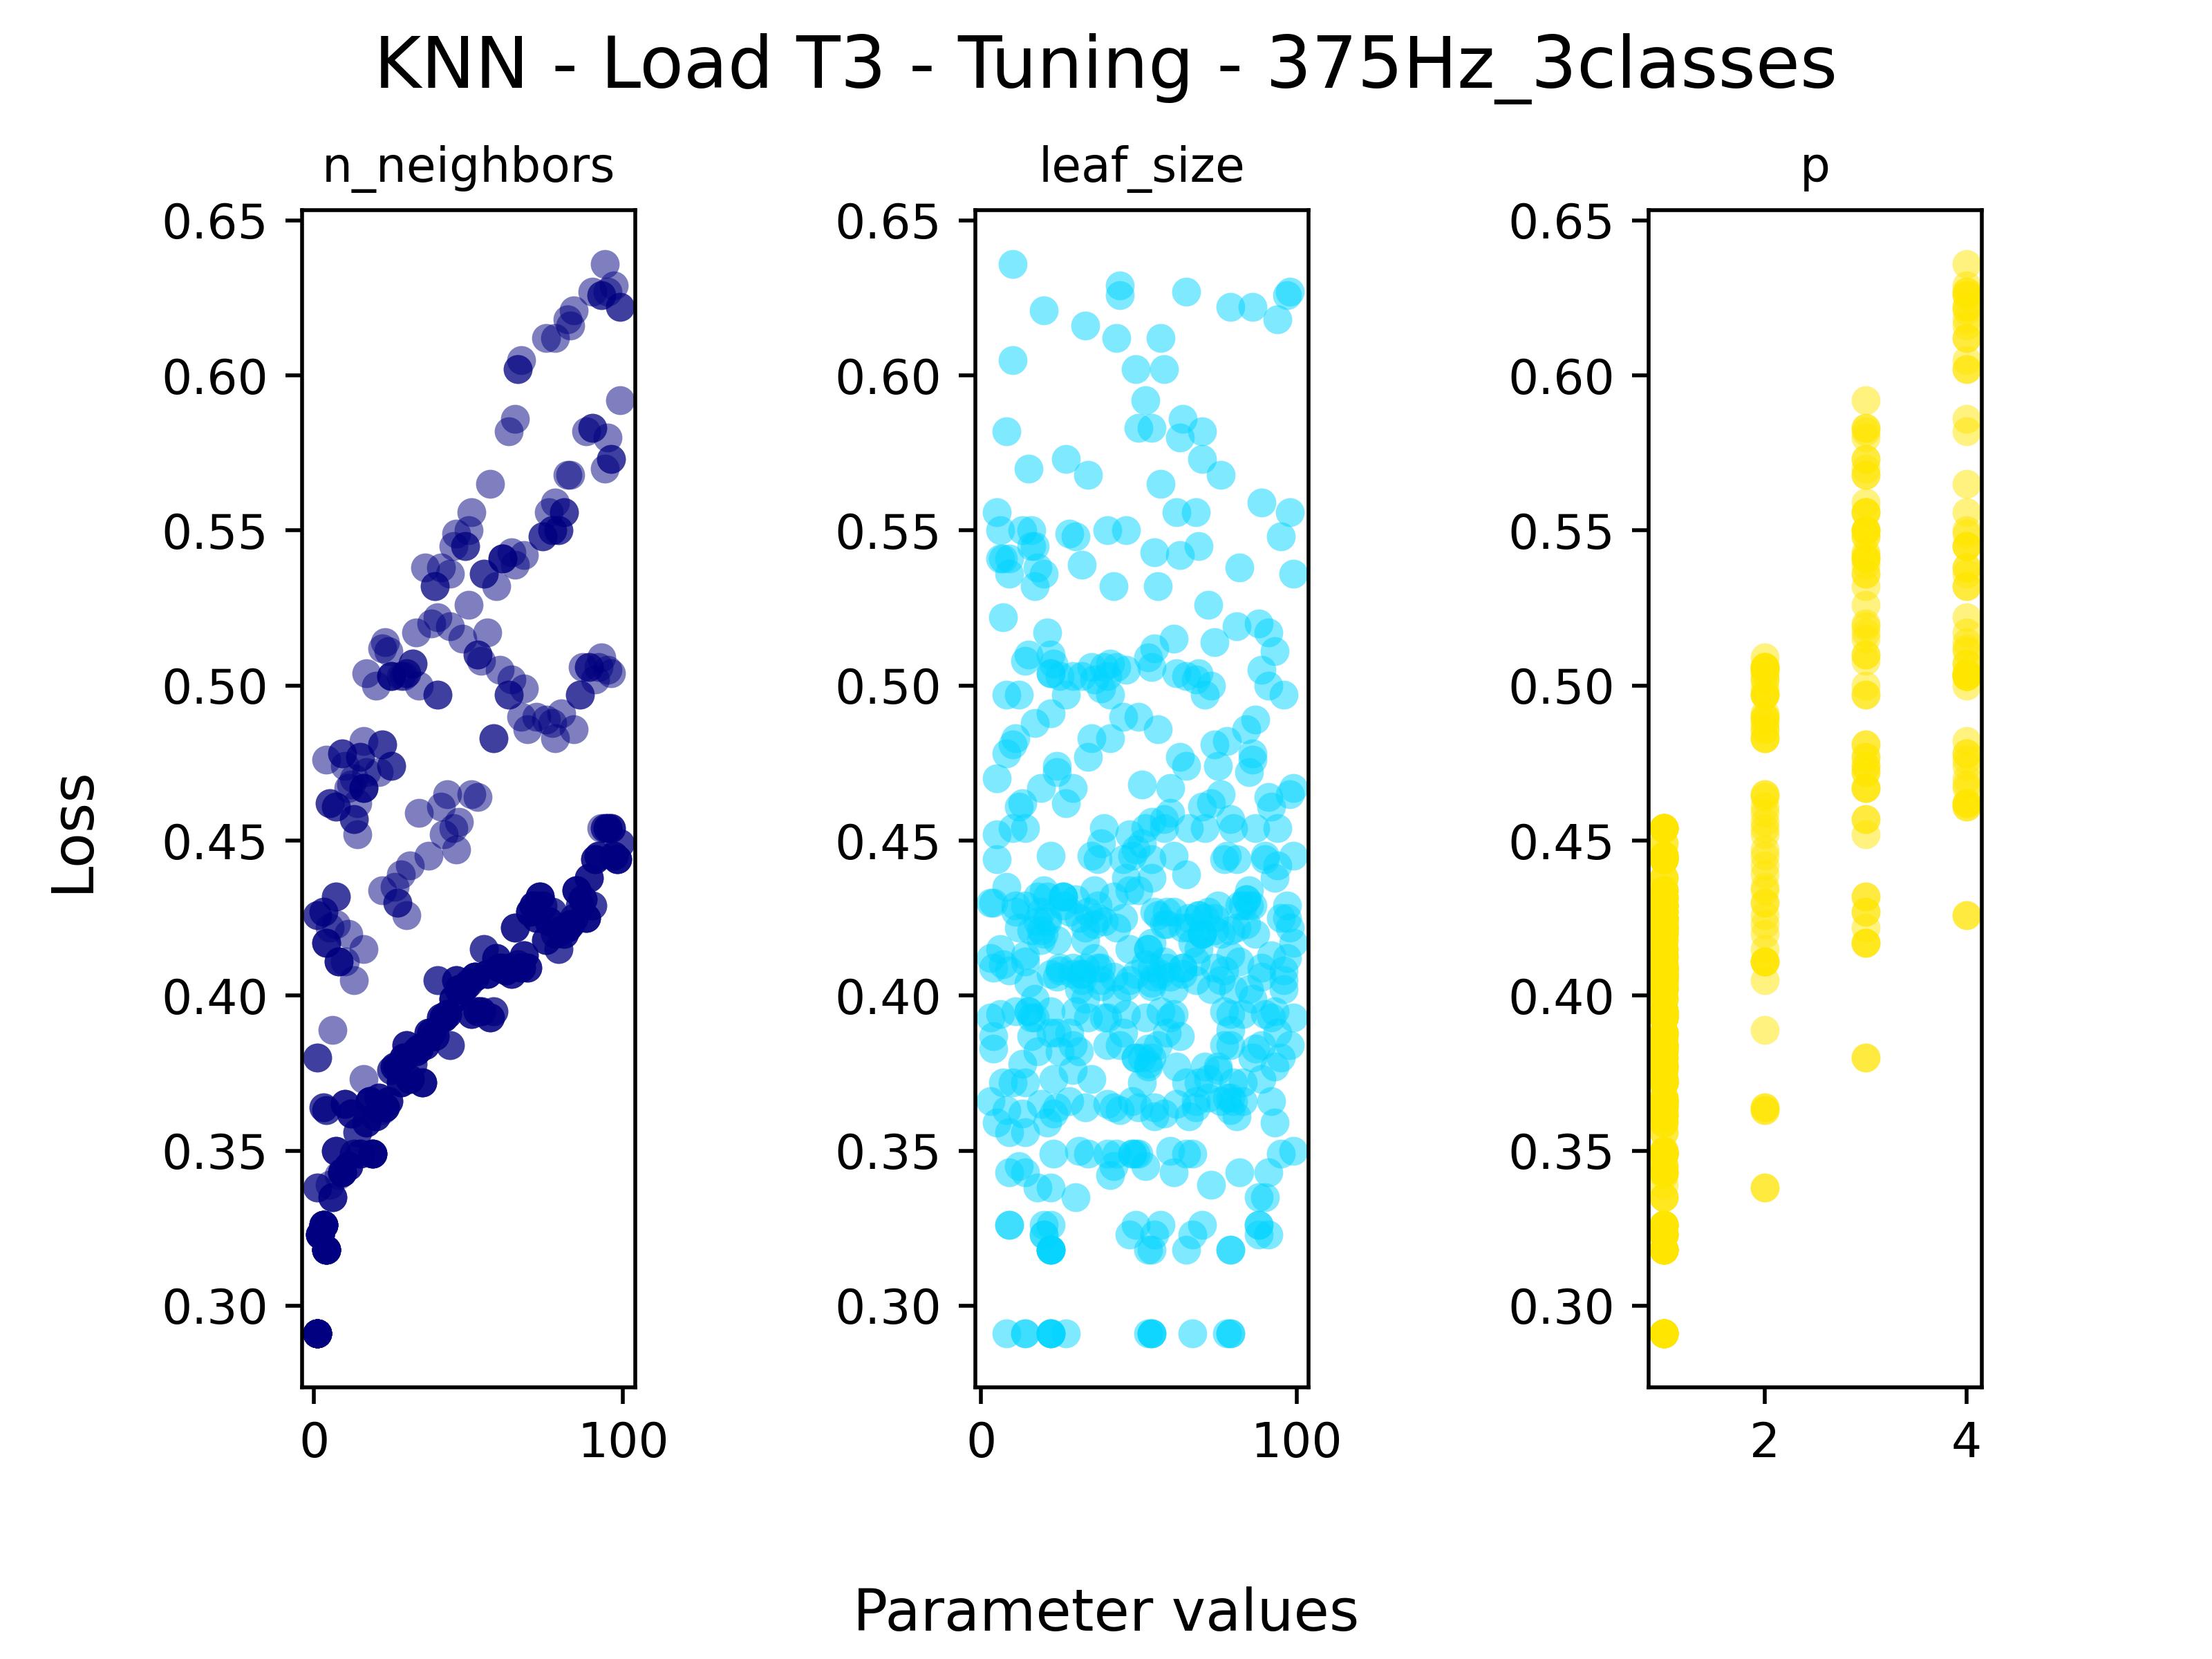 KNN - Load T3 - Tuning - 375Hz_3classes
n_neighbors
leaf_size
p
0.65 0.65 0.65
0.60 0.60 0.60
0.55 0.55 0.55
0.50 0.50 0.50
0.45 0.45 0.45
0.40 0.40 0.40
0.35 0.35 0.35
0.30 0.30 0.30
Loss
0 100 0 100 2 4
Parameter values